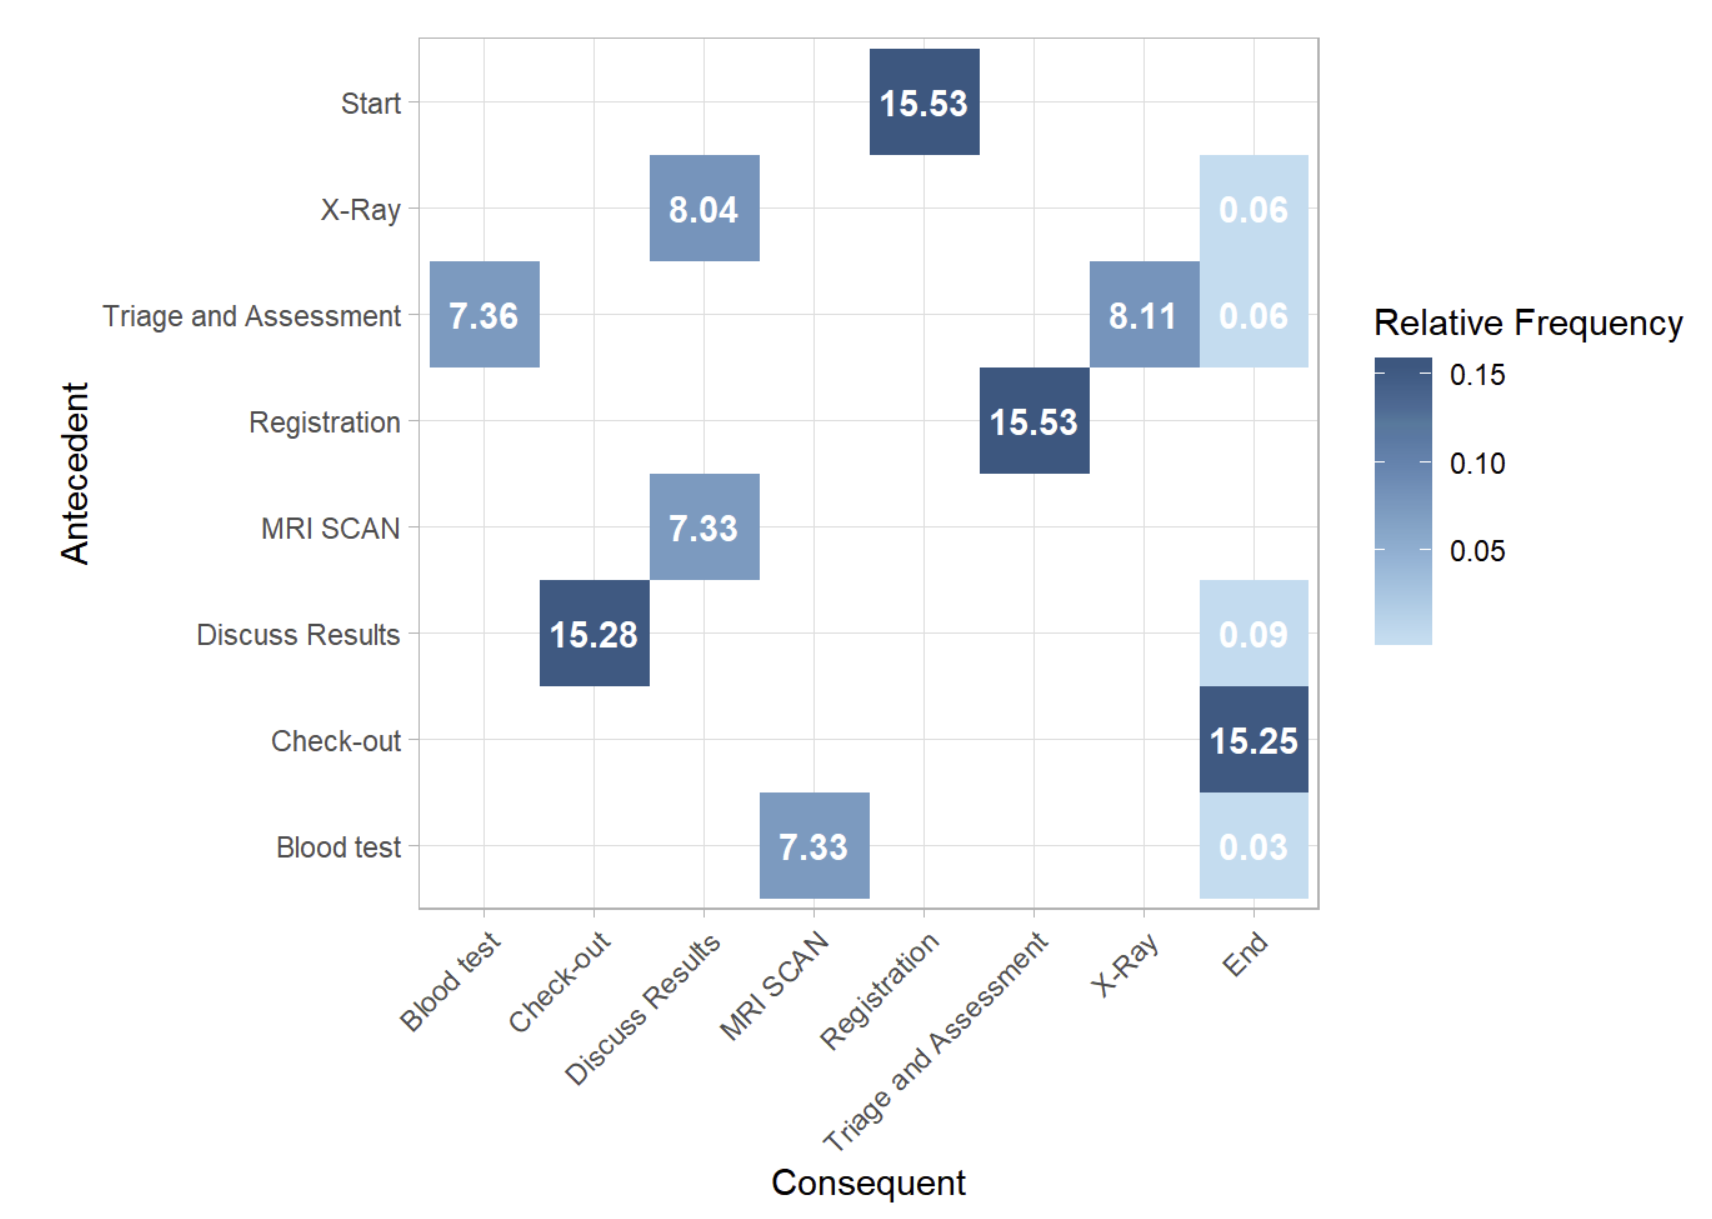 Start
15.53
X-Ray
8.04
0.06
Triage and Assessment
7.36
8.11
0.06
Registration
15.53
MRI SCAN
7.33
Discuss Results
15.28
0.09
Check-out
15.25
Blood test
7.33
0.03
Antecedent
Blood test
Check-out
Discuss Results
MRI SCAN
Registration
Triage and Assessment
X-Ray
End
Consequent
Relative Frequency
0.15
0.10
0.05